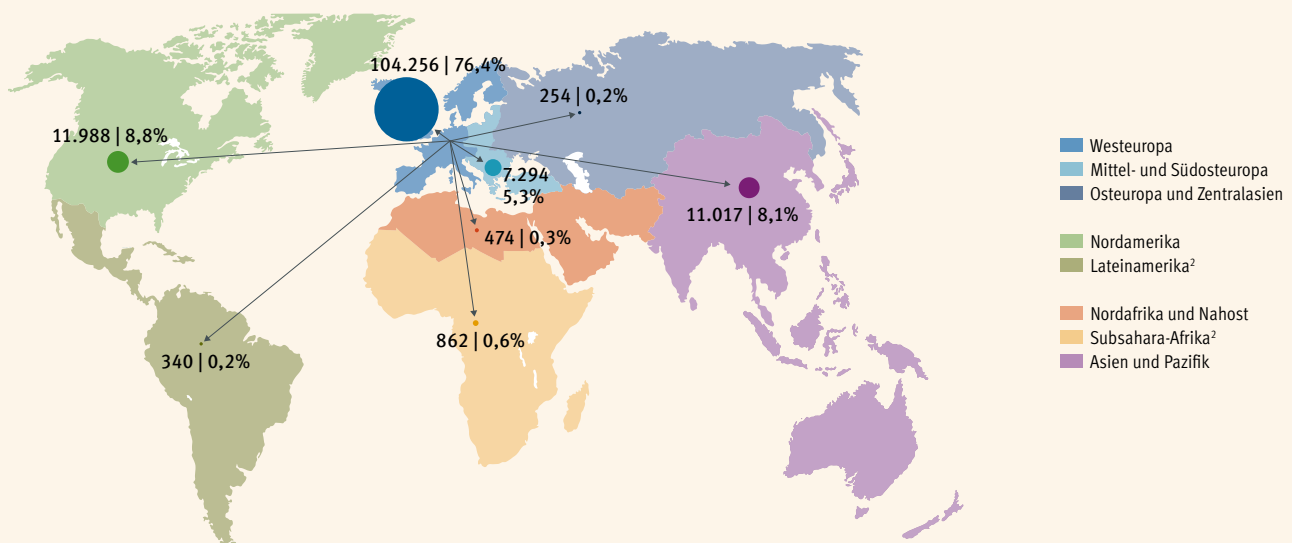 104.256 | 76,4%
254 | 0,2%
11.988 | 8,8%
7.294
5,3%
11.017 | 8,1%
474 | 0,3%
862 | 0,6%
340 | 0,2%
Westeuropa
Mittel- und Südosteuropa
Osteuropa und Zentralasien
Nordamerika
Lateinamerika²
Nordafrika und Nahost
Subsahara-Afrika²
Asien und Pazifik